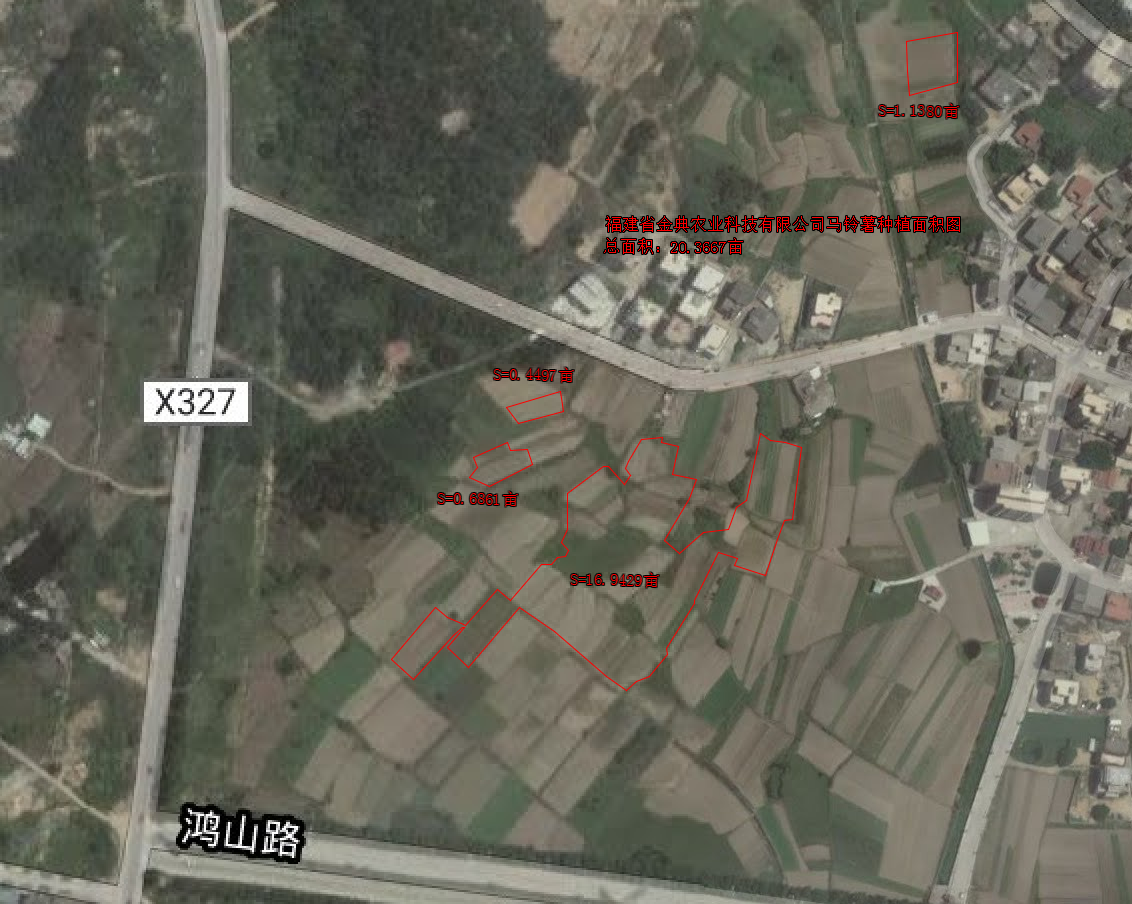 S=1.1380亩
福建省金典农业科技有限公司马铃薯种植面积图
总面积：20.3687亩
S=0.4497亩
X327
S=0.6861亩
S=16.9429亩
鸿山路